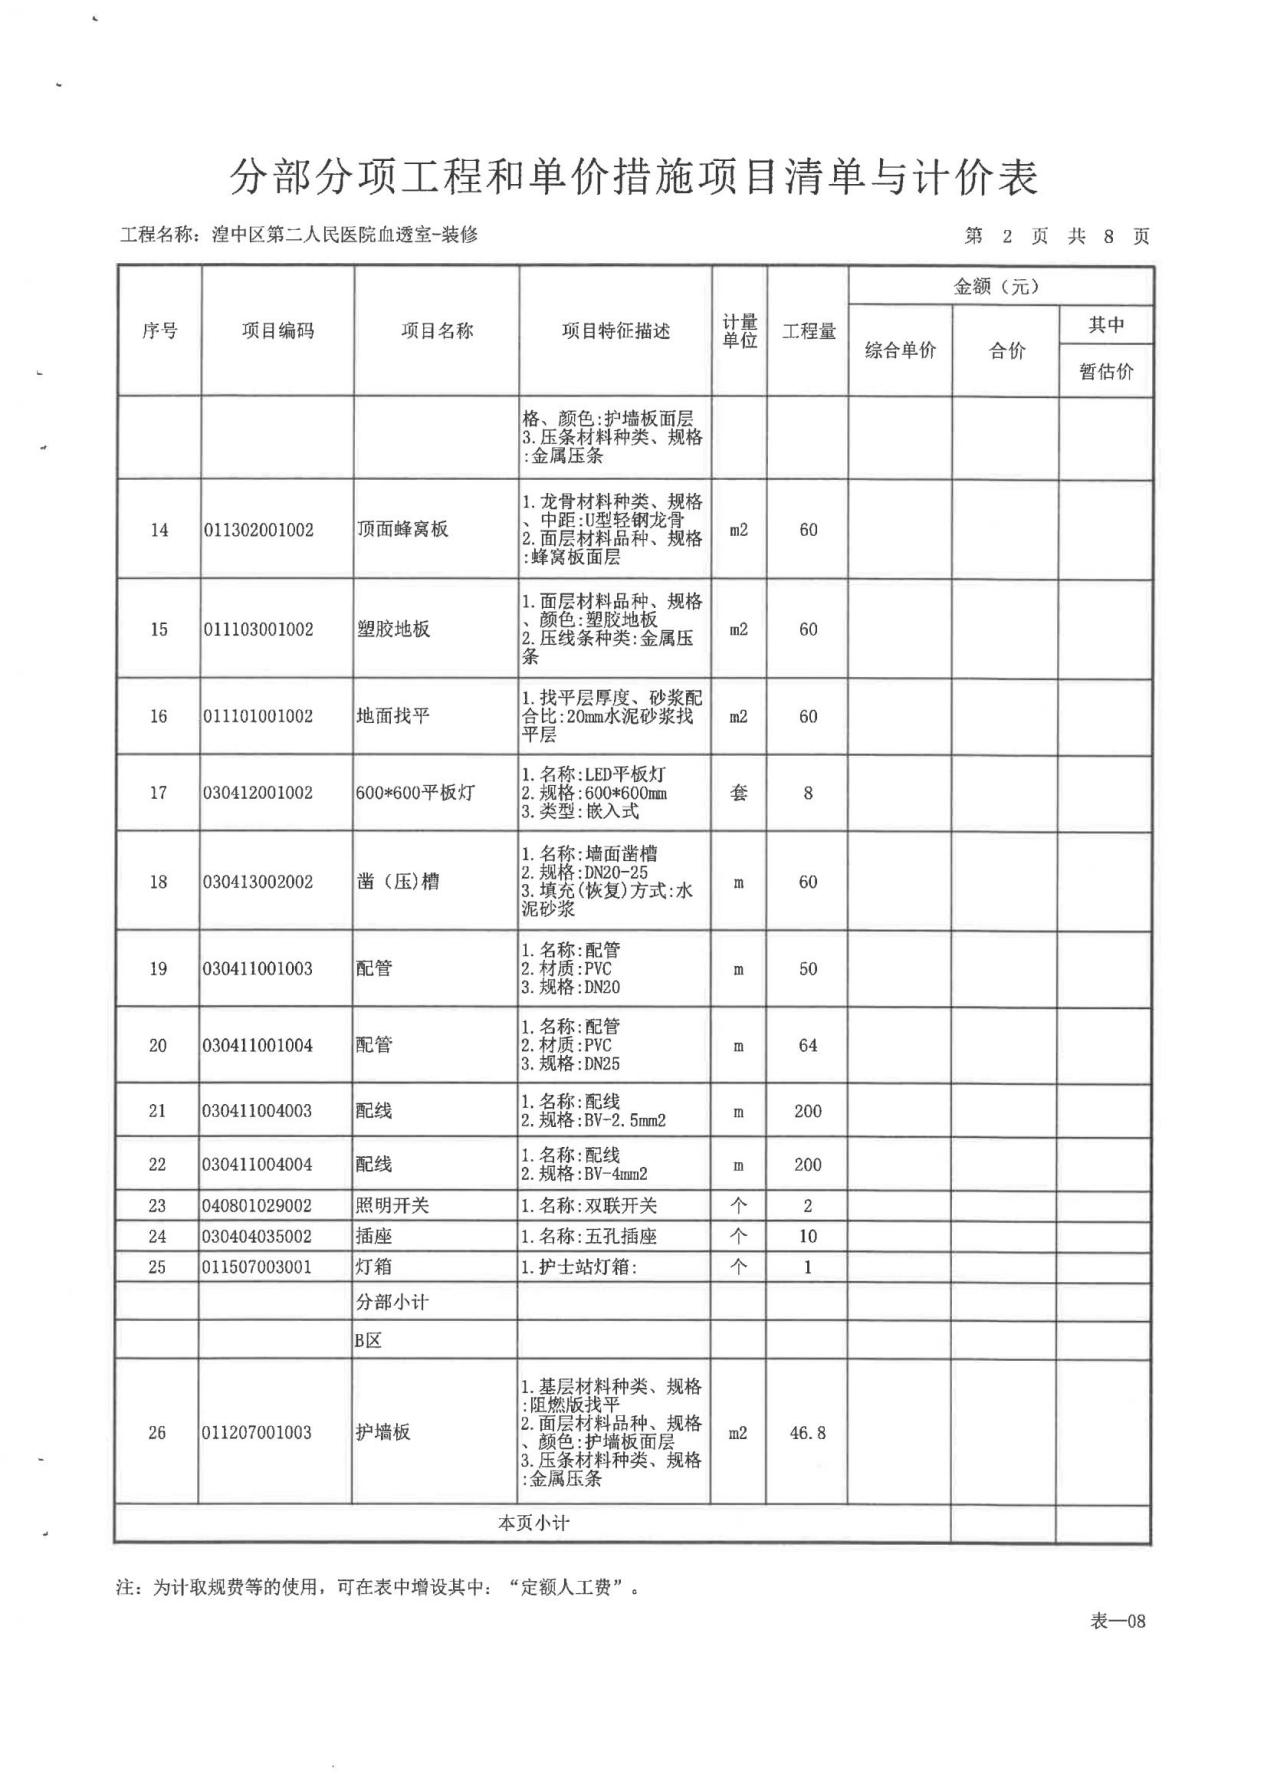 分部分项工程和单价措施项目清单与计价表
工程名称：湟中区第二人民医院血透室-装修
第 2 页 共 8 页
序号 项目编码 项目名称 项目特征描述 计量单位 工程量 金额（元）
综合单价 合价 其中
暂估价
格、颜色:护墙板面层
3.压条材料种类、规格
:金属压条
14 011302001002 顶面蜂窝板 1.龙骨材料种类、规格
、中距:U型轻钢龙骨
2.面层材料品种、规格
:蜂窝板面层 m2 60
15 011103001002 塑胶地板 1.面层材料品种、规格
、颜色:塑胶地板
2.压线条种类:金属压
条 m2 60
16 011101001002 地面找平 1.找平层厚度、砂浆配
合比:20mm水泥砂浆找
平层 m2 60
17 030412001002 600*600平板灯 1.名称:LED平板灯
2.规格:600*600mm
3.类型:嵌入式 套 8
18 030413002002 凿（压)槽 1.名称:墙面凿槽
2.规格:DN20-25
3.填充(恢复)方式:水
泥砂浆 m 60
19 030411001003 配管 1.名称:配管
2.材质:PVC
3.规格:DN20 m 50
20 030411001004 配管 1.名称:配管
2.材质:PVC
3.规格:DN25 m 64
21 030411004003 配线 1.名称:配线
2.规格:BV-2.5mm2 m 200
22 030411004004 配线 1.名称:配线
2.规格:BV-4mm2 m 200
23 040801029002 照明开关 1.名称:双联开关 个 2
24 030404035002 插座 1.名称:五孔插座 个 10
25 011507003001 灯箱 1.护士站灯箱: 个 1
分部小计
B区
26 011207001003 护墙板 1.基层材料种类、规格
:阻燃版找平
2.面层材料品种、规格
、颜色:护墙板面层
3.压条材料种类、规格
:金属压条 m2 46.8
本页小计
注：为计取规费等的使用，可在表中增设其中：“定额人工费”。
表—08